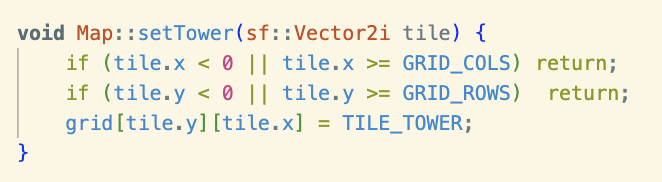 void Map::setTower(sf::Vector2i tile) {
    if (tile.x < 0 || tile.x >= GRID_COLS) return;
    if (tile.y < 0 || tile.y >= GRID_ROWS)  return;
    grid[tile.y][tile.x] = TILE_TOWER;
}